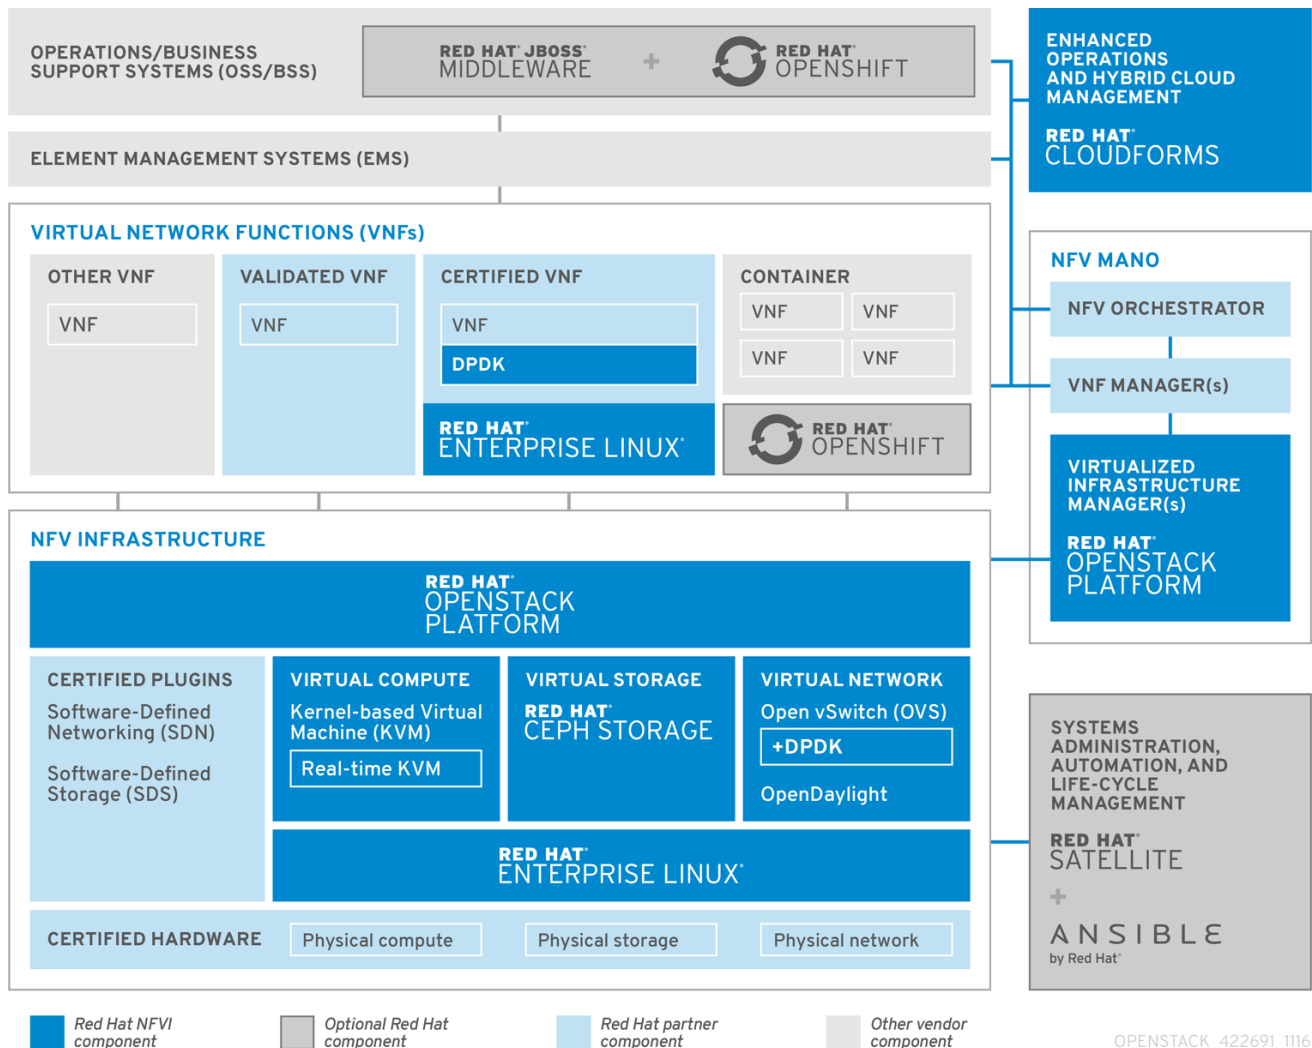 OPERATIONS/BUSINESS
SUPPORT SYSTEMS (OSS/BSS)
RED HAT® JBOSS®
MIDDLEWARE
+
RED HAT®
OPENSHIFT
ELEMENT MANAGEMENT SYSTEMS (EMS)
VIRTUAL NETWORK FUNCTIONS (VNFs)
OTHER VNF
VNF
VALIDATED VNF
VNF
CERTIFIED VNF
VNF
DPDK
RED HAT®
ENTERPRISE LINUX®
CONTAINER
VNF
VNF
VNF
VNF
RED HAT®
OPENSHIFT
NFV INFRASTRUCTURE
RED HAT®
OPENSTACK
PLATFORM
CERTIFIED PLUGINS
Software-Defined
Networking (SDN)
Software-Defined
Storage (SDS)
VIRTUAL COMPUTE
Kernel-based Virtual
Machine (KVM)
Real-time KVM
VIRTUAL STORAGE
RED HAT®
CEPH STORAGE
VIRTUAL NETWORK
Open vSwitch (OVS)
+DPDK
OpenDaylight
RED HAT®
ENTERPRISE LINUX®
CERTIFIED HARDWARE
Physical compute
Physical storage
Physical network
ENHANCED
OPERATIONS
AND HYBRID CLOUD
MANAGEMENT
RED HAT®
CLOUDFORMS
NFV MANO
NFV ORCHESTRATOR
VNF MANAGER(s)
VIRTUALIZED
INFRASTRUCTURE
MANAGER(s)
RED HAT®
OPENSTACK
PLATFORM
SYSTEMS
ADMINISTRATION,
AUTOMATION, AND
LIFE-CYCLE
MANAGEMENT
RED HAT®
SATELLITE
+
ANSIBLE
by Red Hat®
Red Hat NFVI
component
Optional Red Hat
component
Red Hat partner
component
Other vendor
component
OPENSTACK_422691_1116